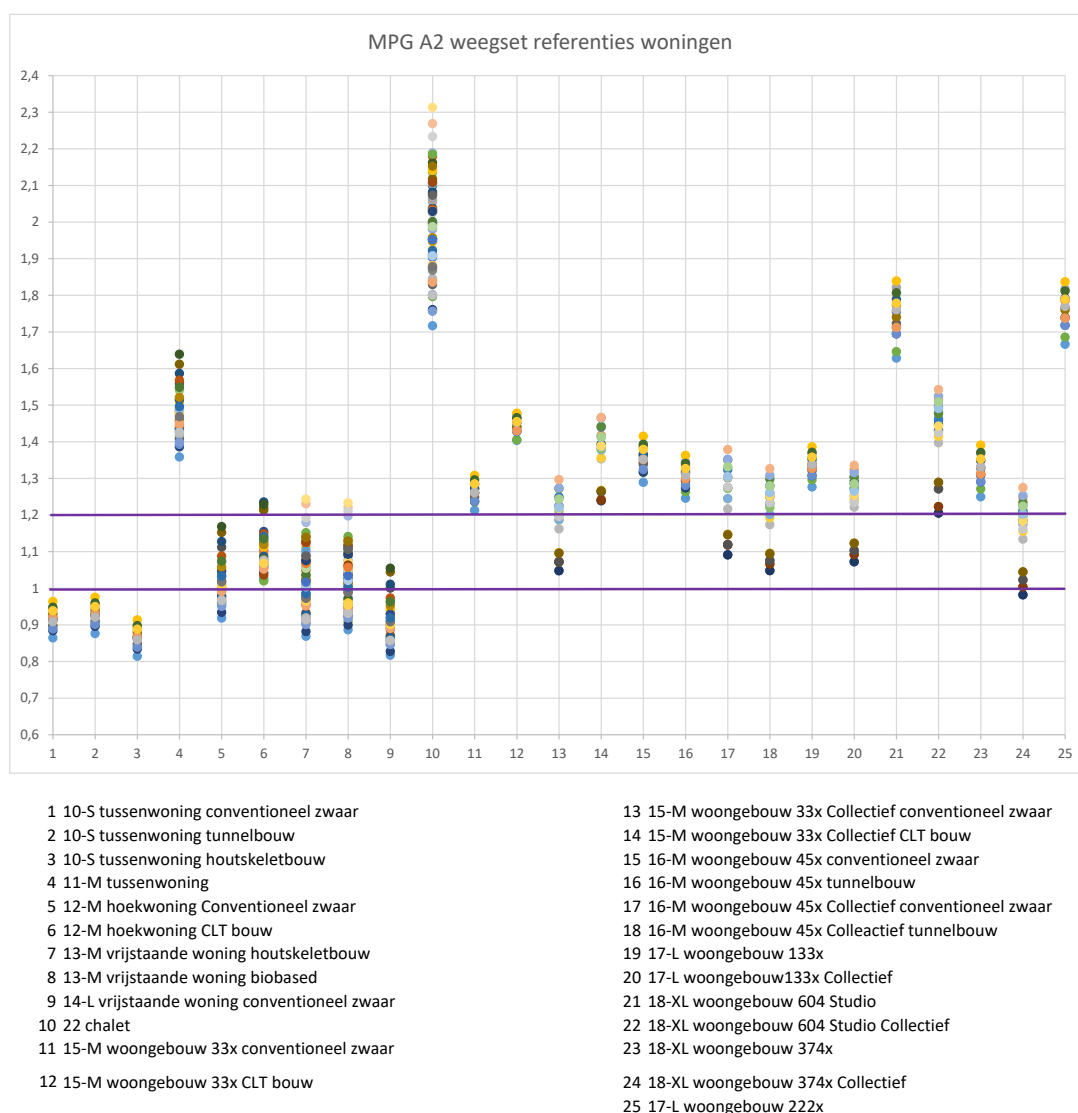 MPG A2 weegset referenties woningen
2,4
2,3
2,2
2,1
2
1,9
1,8
1,7
1,6
1,5
1,4
1,3
1,2
1,1
1
0,9
0,8
0,7
0,6
1 2 3 4 5 6 7 8 9 10 11 12 13 14 15 16 17 18 19 20 21 22 23 24 25
1 10-S tussenwoning conventioneel zwaar
2 10-S tussenwoning tunnelbouw
3 10-S tussenwoning houtskeletbouw
4 11-M tussenwoning
5 12-M hoekwoning Conventioneel zwaar
6 12-M hoekwoning CLT bouw
7 13-M vrijstaande woning houtskeletbouw
8 13-M vrijstaande woning biobased
9 14-L vrijstaande woning conventioneel zwaar
10 22 chalet
11 15-M woongebouw 33x conventioneel zwaar
12 15-M woongebouw 33x CLT bouw
13 15-M woongebouw 33x Collectief conventioneel zwaar
14 15-M woongebouw 33x Collectief CLT bouw
15 16-M woongebouw 45x conventioneel zwaar
16 16-M woongebouw 45x tunnelbouw
17 16-M woongebouw 45x Collectief conventioneel zwaar
18 16-M woongebouw 45x Colleactief tunnelbouw
19 17-L woongebouw 133x
20 17-L woongebouw133x Collectief
21 18-XL woongebouw 604 Studio
22 18-XL woongebouw 604 Studio Collectief
23 18-XL woongebouw 374x
24 18-XL woongebouw 374x Collectief
25 17-L woongebouw 222x